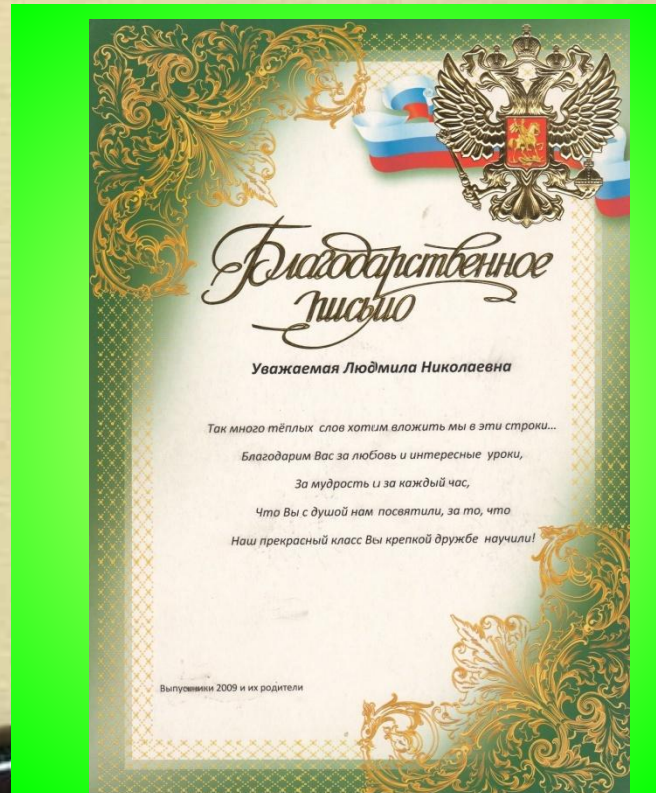 Благодарственное
письмо
Уважаемая Людмила Николаевна
Так много тёплых слов хотим вложить мы в эти строки...
Благодарим Вас за любовь и интересные уроки,
За мудрость и за каждый час,
Что Вы с душой нам посвятили, за то, что
Наш прекрасный класс Вы крепкой дружбе научили!
Выпускники 2009 и их родители